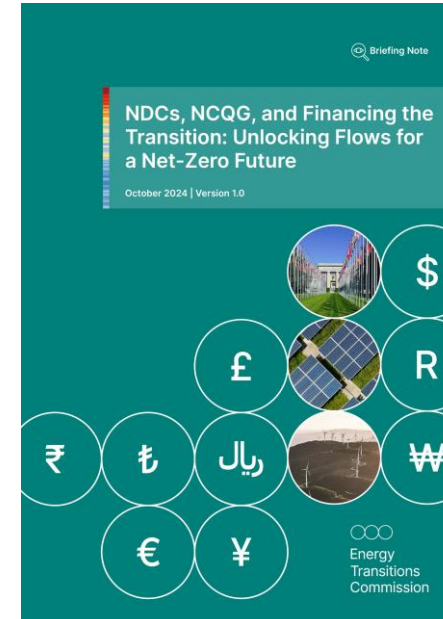 Briefing Note
NDCs, NCQG, and Financing the
Transition: Unlocking Flows for
a Net-Zero Future
October 2024 | Version 1.0
$
£
R
₹
₺
ریال
₩
€
¥
Energy
Transitions
Commission